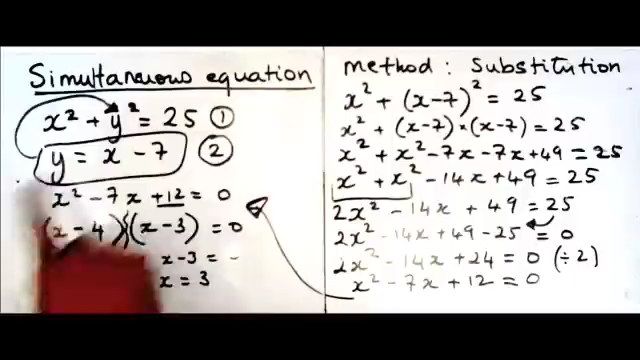 Simultanuous equation
x² + y² = 25 ①
y = x - 7 ②
x² - 7x + 12 = 0
(x - 4)(x - 3) = 0
x - 3 =
x = 3
method : Substitution
x² + (x-7)² = 25
x² + (x-7) × (x-7) = 25
x² + x² - 7x - 7x + 49 = 25
x² + x² - 14x + 49 = 25
2x² - 14x + 49 = 25
2x² - 14x + 49 - 25 = 0
2x² - 14x + 24 = 0 (÷2)
x² - 7x + 12 = 0